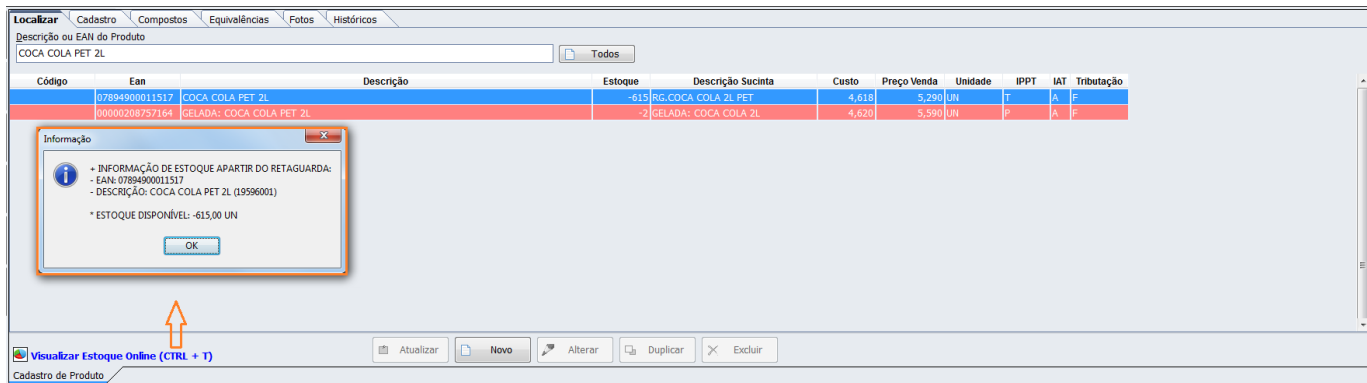 Localizar Cadastro Compostos Equivalências Fotos Históricos
Descrição ou EAN do Produto
COCA COLA PET 2L Todos
Código Ean Descrição Estoque Descrição Sucinta Custo Preço Venda Unidade IPPT IAT Tributação
07894900011517 COCA COLA PET 2L -615 RG.COCA COLA 2L PET 4,618 5,290 UN T A F
00000208757164 GELADA: COCA COLA PET 2L -2 GELADA: COCA COLA 2L 4,620 5,590 UN P A F
Informação
+ INFORMAÇÃO DE ESTOQUE APARTIR DO RETAGUARDA:
- EAN: 07894900011517
- DESCRIÇÃO: COCA COLA PET 2L (19596001)
* ESTOQUE DISPONÍVEL: -615,00 UN
OK
Visualizar Estoque Online (CTRL + T) Atualizar Novo Alterar Duplicar Excluir
Cadastro de Produto